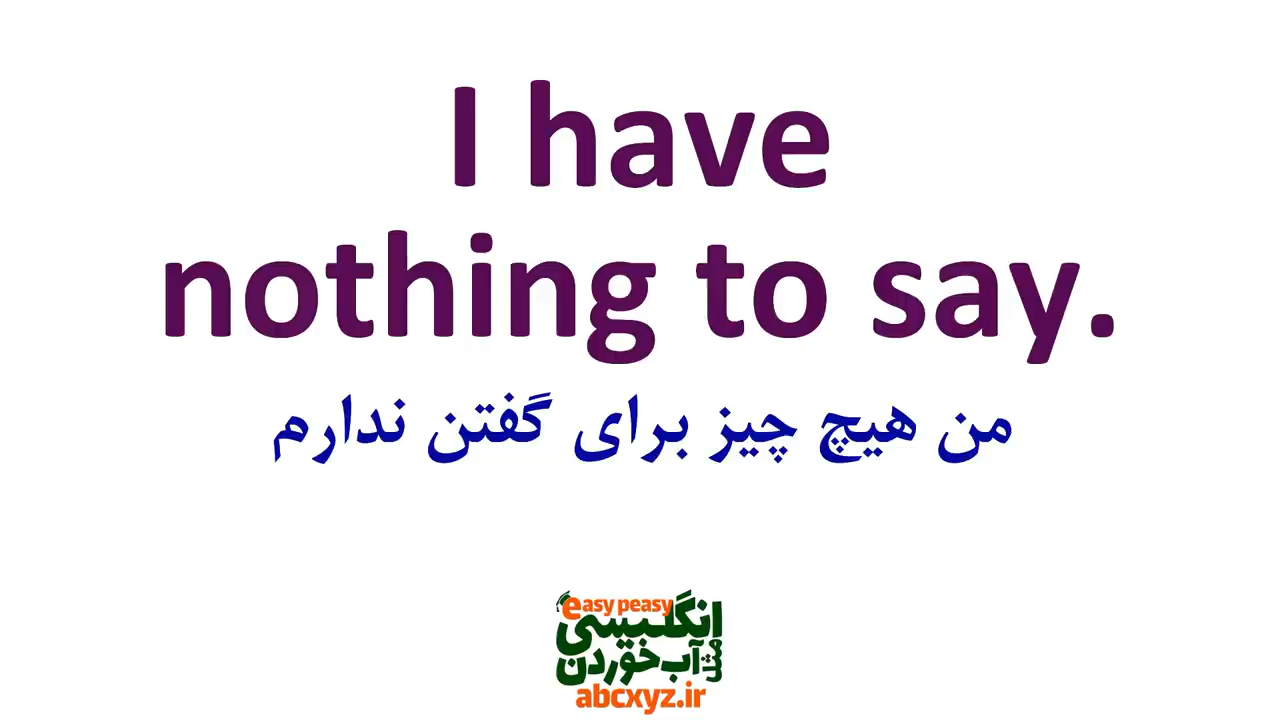 I have
nothing to say.
من هیچ چیز برای گفتن ندارم
easy peasy
انگلیسی
مثل آب خوردن
abcxyz.ir